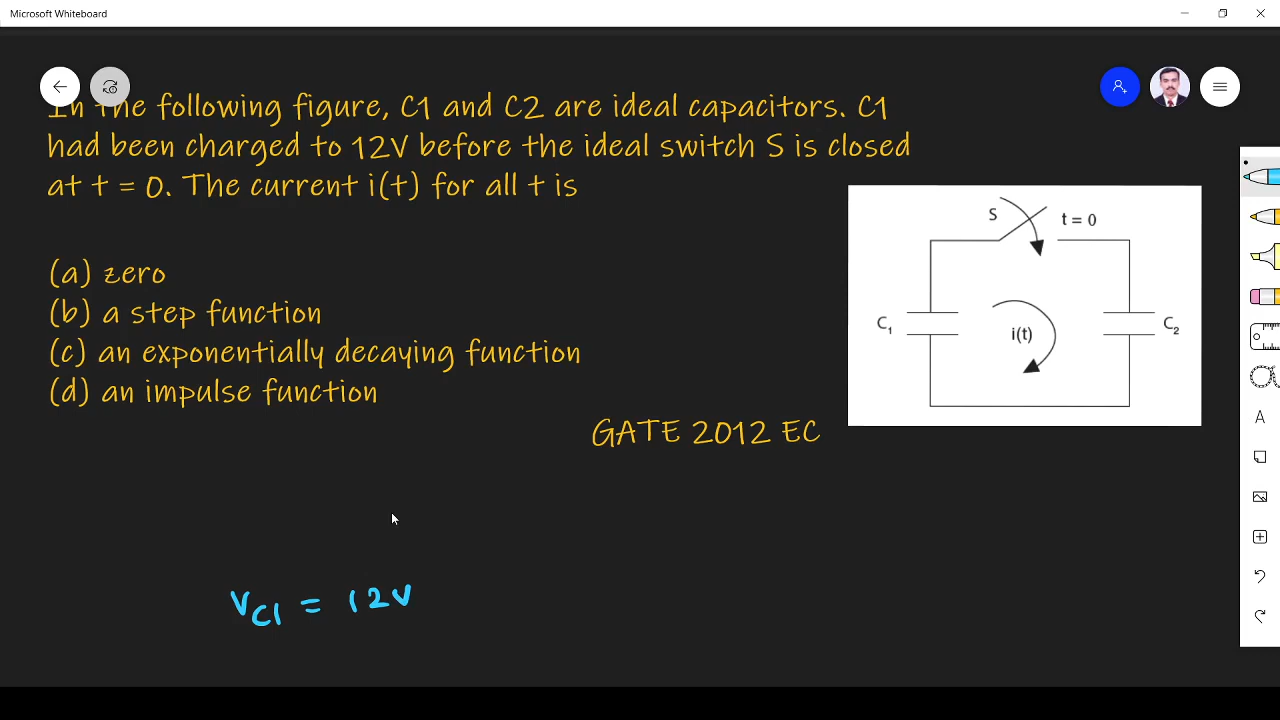 Microsoft Whiteboard
In the following figure, C1 and C2 are ideal capacitors. C1
had been charged to 12V before the ideal switch S is closed
at t = 0. The current i(t) for all t is
(a) zero
(b) a step function
(c) an exponentially decaying function
(d) an impulse function
GATE 2012 EC
S
t = 0
C₁
i(t)
C₂
V_C1 = 12V
A